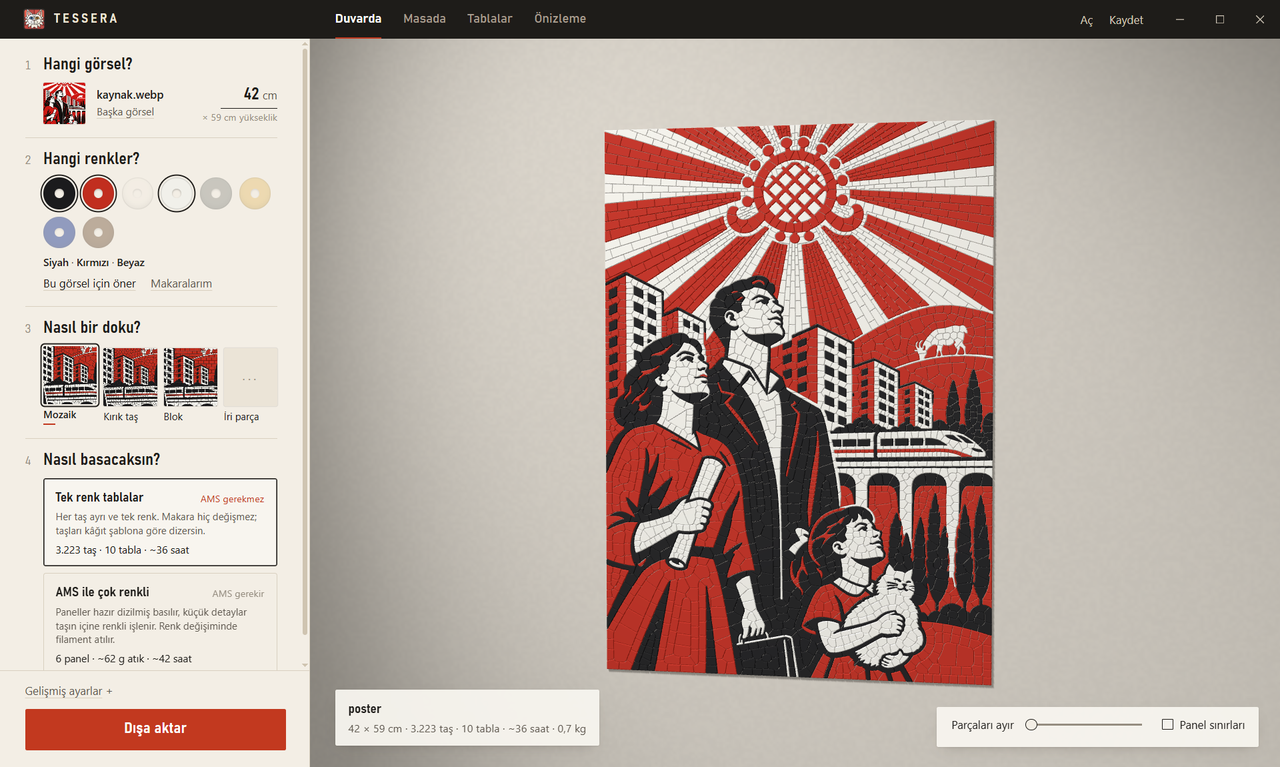 TESSERA
Duvarda Masada Tablalar Önizleme
Aç Kaydet
1 Hangi görsel?
kaynak.webp
Başka görsel
42 cm
× 59 cm yükseklik
2 Hangi renkler?
Siyah · Kırmızı · Beyaz
Bu görsel için öner Makaralarım
3 Nasıl bir doku?
...
Mozaik Kırık taş Blok İri parça
4 Nasıl basacaksın?
Tek renk tablalar AMS gerekmez
Her taş ayrı ve tek renk. Makara hiç değişmez;
taşları kâğıt şablona göre dizersin.
3.223 taş · 10 tabla · ~36 saat
AMS ile çok renkli AMS gerekir
Paneller hazır dizilmiş basılır, küçük detaylar
taşın içine renkli işlenir. Renk değişiminde
filament atılır.
6 panel · ~62 g atık · ~42 saat
Gelişmiş ayarlar +
Dışa aktar
poster
42 × 59 cm · 3.223 taş · 10 tabla · ~36 saat · 0,7 kg
Parçaları ayır Panel sınırları